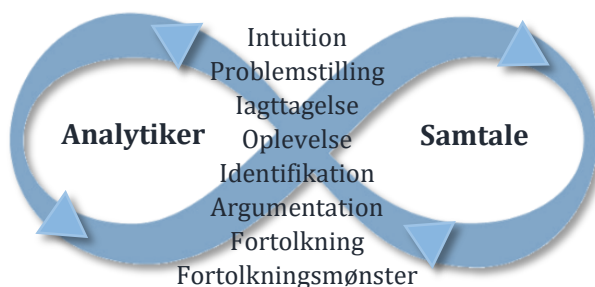 Intuition
Problemstilling
Iagttagelse
Analytiker
Oplevelse
Samtale
Identifikation
Argumentation
Fortolkning
Fortolkningsmønster